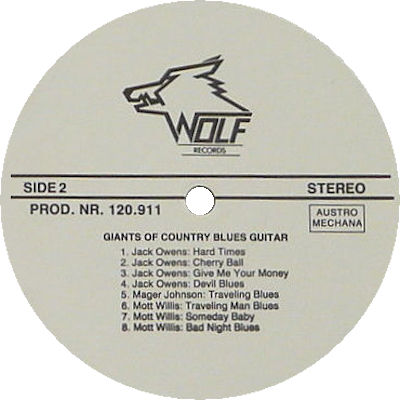 WOLF
RECORDS
SIDE 2
STEREO
PROD. NR. 120.911
AUSTRO
MECHANA
GIANTS OF COUNTRY BLUES GUITAR
1. Jack Owens: Hard Times
2. Jack Owens: Cherry Ball
3. Jack Owens: Give Me Your Money
4. Jack Owens: Devil Blues
5. Mager Johnson: Traveling Blues
6. Mott Willis: Traveling Man Blues
7. Mott Willis: Someday Baby
8. Mott Willis: Bad Night Blues